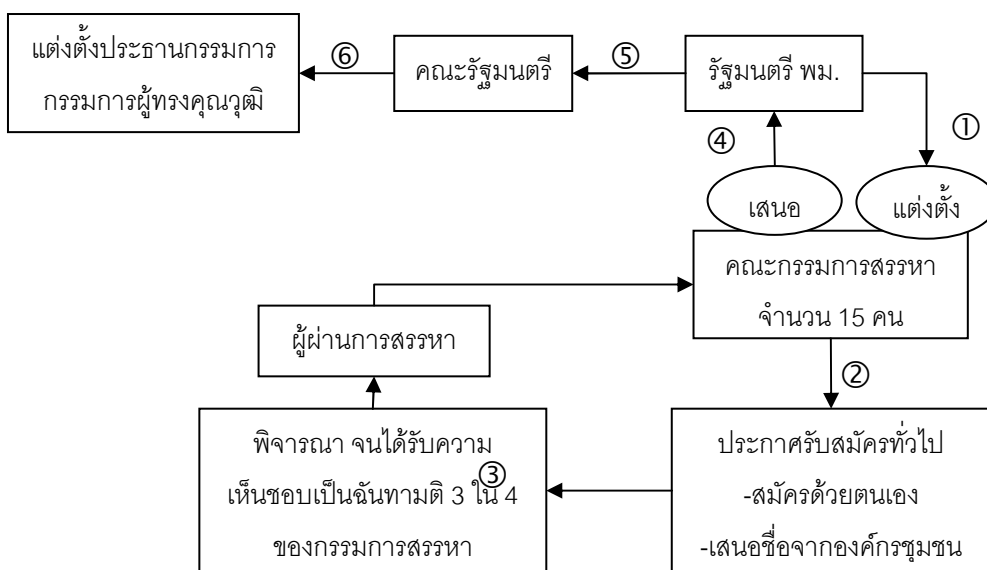 แต่งตั้งประธานกรรมการ
กรรมการผู้ทรงคุณวุฒิ
⑥
คณะรัฐมนตรี
⑤
รัฐมนตรี พม.
①
④
เสนอ
แต่งตั้ง
คณะกรรมการสรรหา
จำนวน 15 คน
ผู้ผ่านการสรรหา
②
พิจารณา จนได้รับความ
เห็นชอบเป็นฉันทามติ 3 ใน 4
ของกรรมการสรรหา
③
ประกาศรับสมัครทั่วไป
-สมัครด้วยตนเอง
-เสนอชื่อจากองค์กรชุมชน